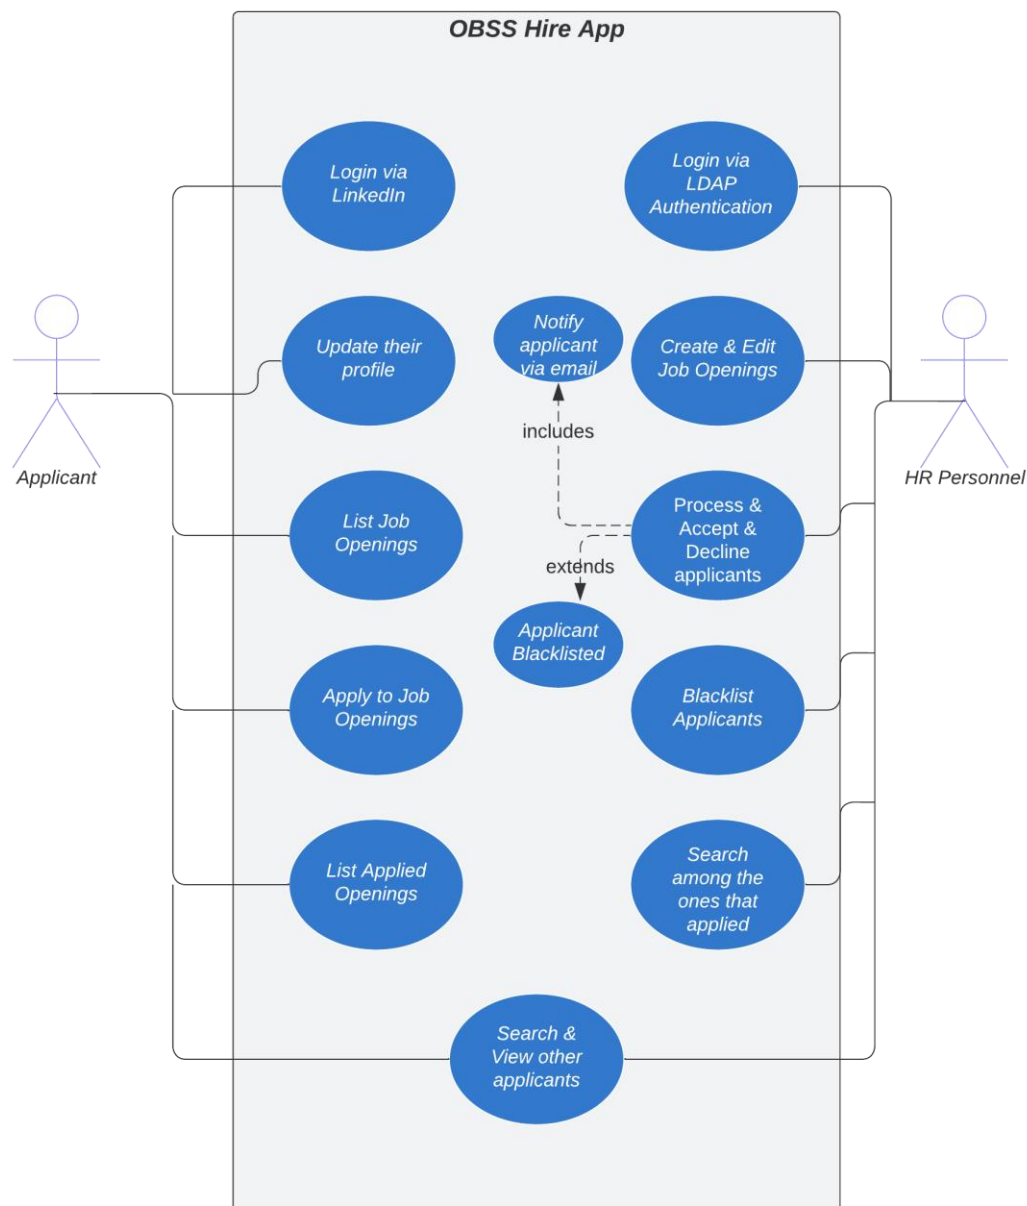 OBSS Hire App
Login via
LinkedIn
Login via
LDAP
Authentication
Update their
profile
Notify
applicant
via email
Create & Edit
Job Openings
includes
Applicant
HR Personnel
List Job
Openings
Process &
Accept &
Decline
applicants
extends
Applicant
Blacklisted
Apply to Job
Openings
Blacklist
Applicants
List Applied
Openings
Search
among the
ones that
applied
Search &
View other
applicants